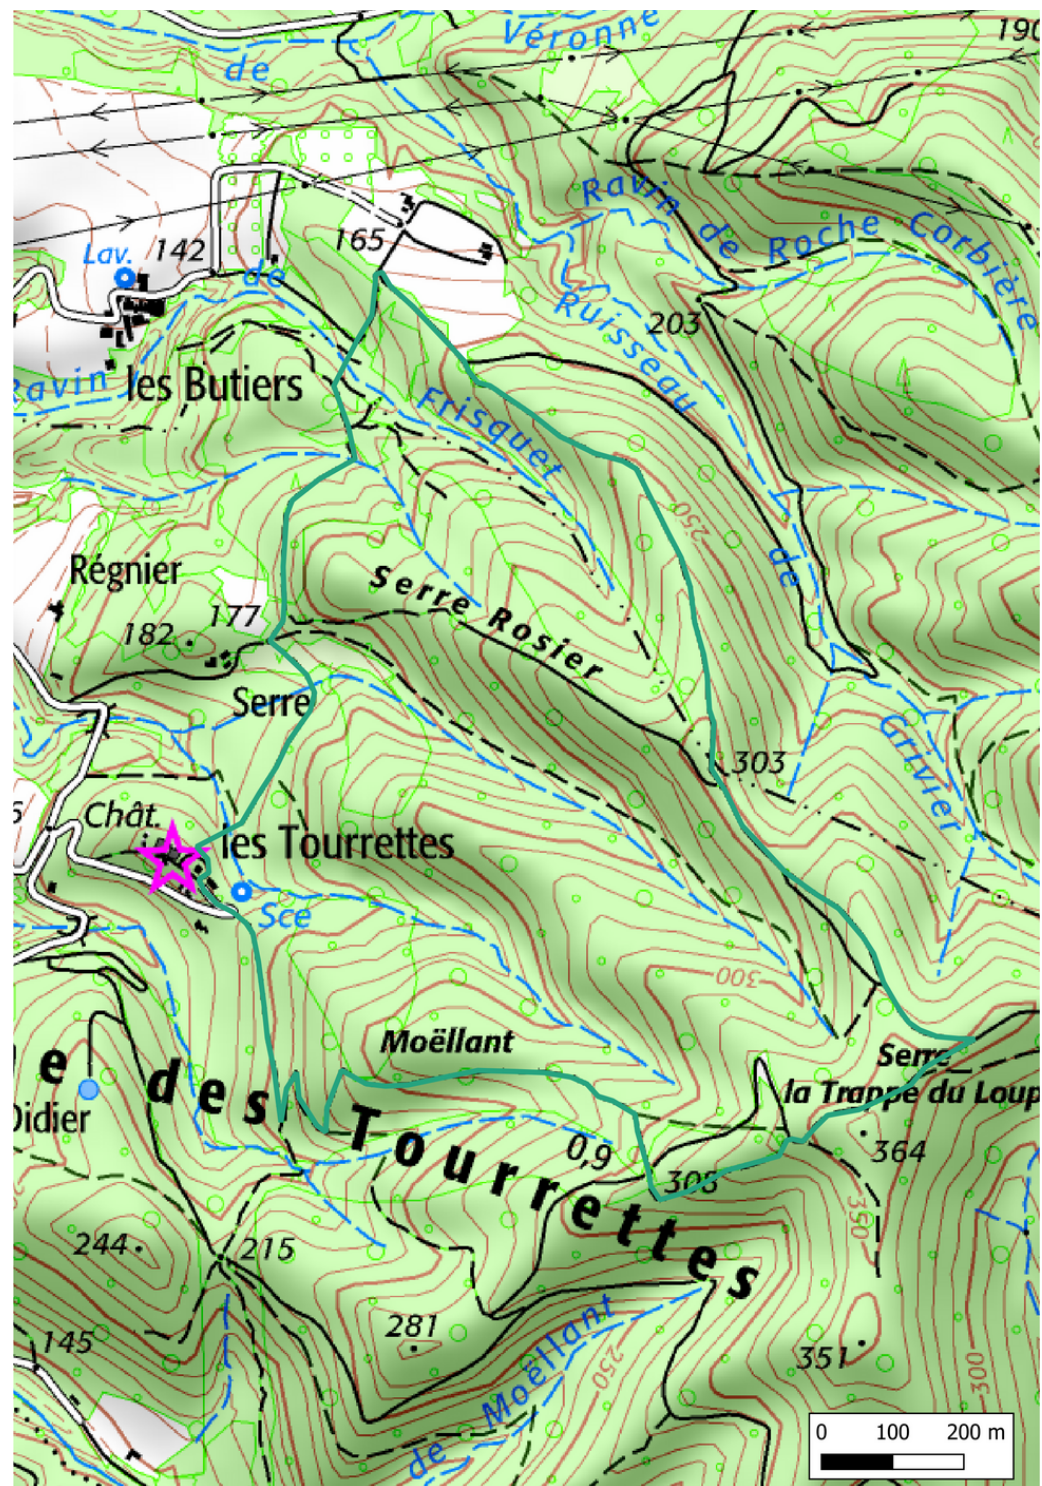 Véronne
190
de
Ravin de Roche Corbière
165
142
Lav.
de
Ruisseau
203
Ravin
les Butiers
Frisquet
250
de
Régnier
177
182
Serre Rosier
Serre
Grivier
303
Chât.
les Tourrettes
Sce
300
Moëllant
Serre
la Trappe du Loup
e des Tourrettes
Didier
0,9
364
308
350
244
215
281
351
145
250
300
de Moëllant
0 100 200 m